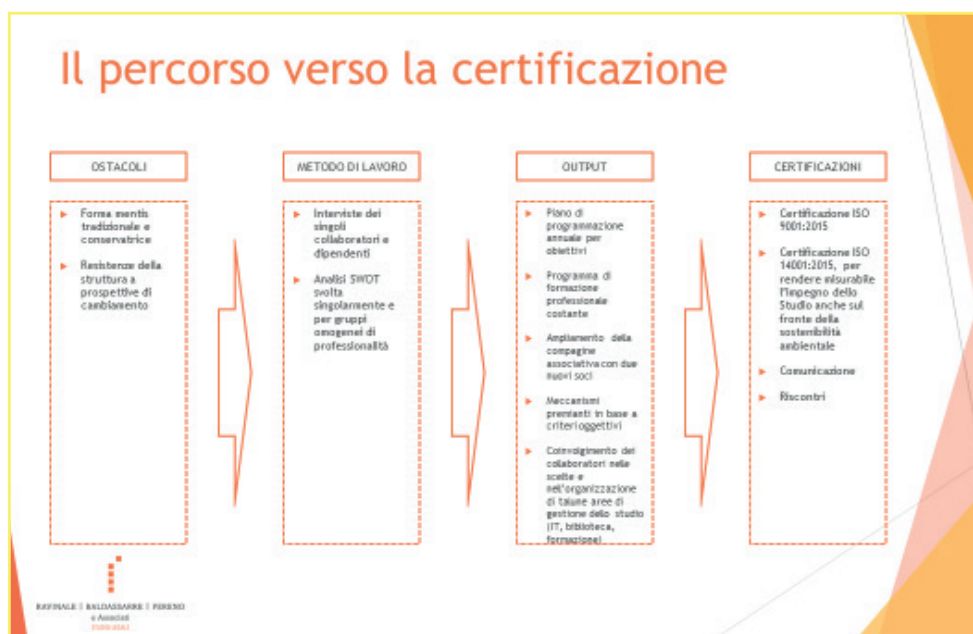 Il percorso verso la certificazione
OSTACOLI
Forma mentis
tradizionale e
conservatrice
Resistenze della
struttura a
prospettive di
cambiamento
METODO DI LAVORO
Interviste dei
singoli
collaboratori e
dipendenti
Analisi SWOT
svolta
singolarmente e
per gruppi
omogenei di
professionalità
OUTPUT
Piano di
programmazione
annuale per
obiettivi
Programma di
formazione
professionale
costante
Ampliamento della
compagine
associativa con due
nuovi soci
Meccanismi
premianti in base a
criteri oggettivi
Coinvolgimento dei
collaboratori nelle
scelte e
nell'organizzazione
di talune aree di
gestione dello studio
(IT, biblioteca,
formazione)
CERTIFICAZIONI
Certificazione ISO
9001:2015
Certificazione ISO
14001:2015, per
rendere misurabile
l'impegno dello
Studio anche sul
fronte della
sostenibilità
ambientale
Comunicazione
Riscontri
RAVINALE | BALDASSARRE | PERENO
e Associati